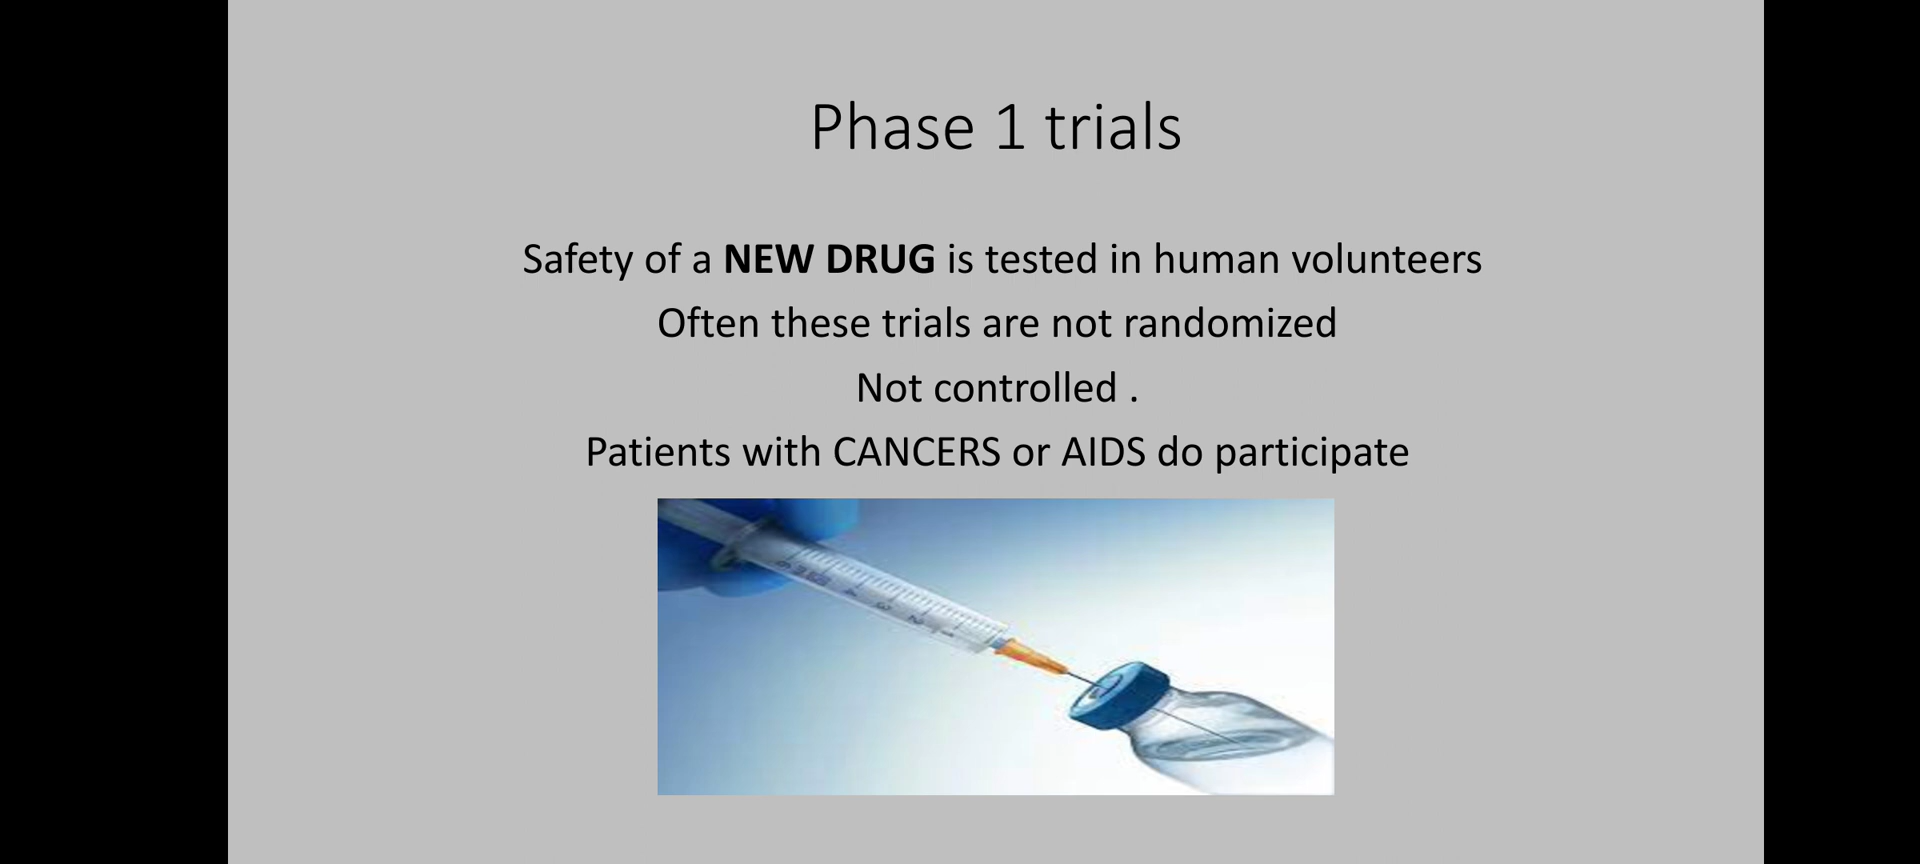 Phase 1 trials
Safety of a NEW DRUG is tested in human volunteers
Often these trials are not randomized
Not controlled .
Patients with CANCERS or AIDS do participate